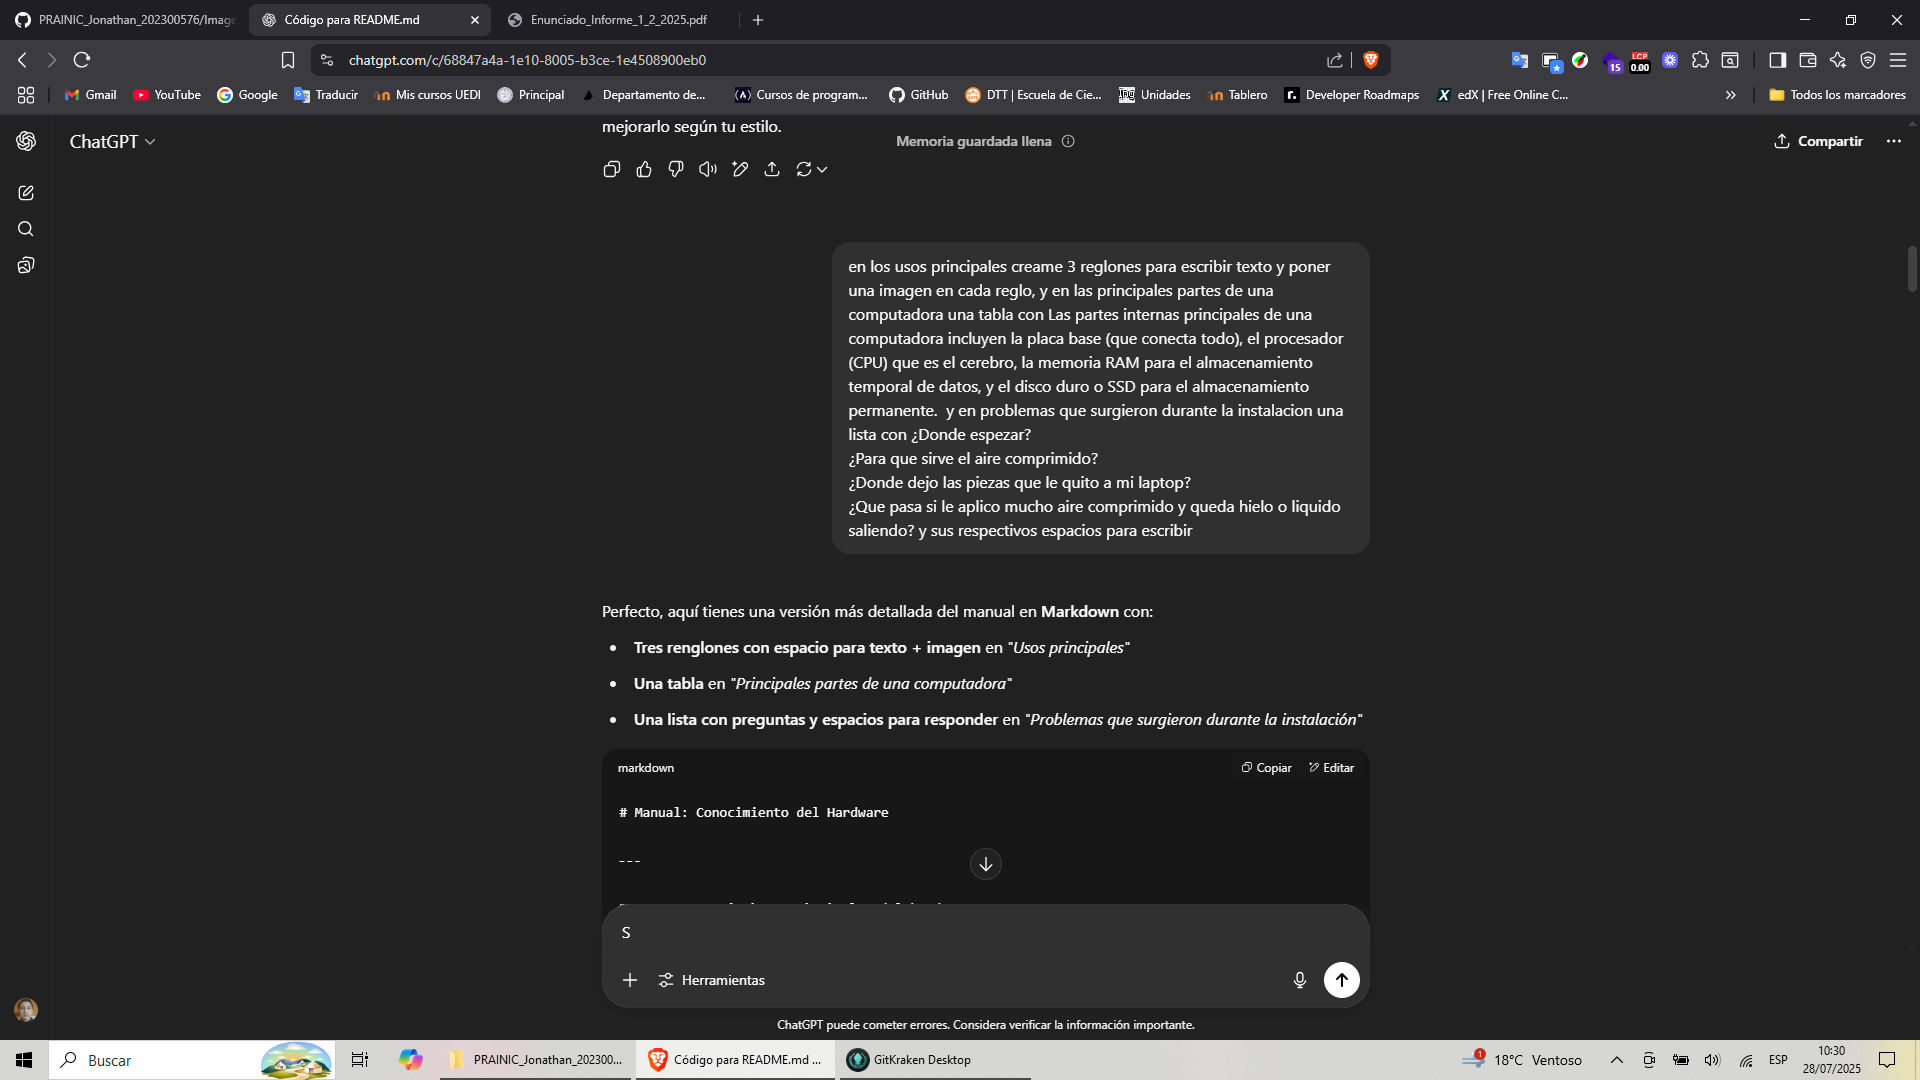 PRAINIC_Jonathan_202300576/Image
Código para README.md
Enunciado_Informe_1_2_2025.pdf
chatgpt.com/c/68847a4a-1e10-8005-b3ce-1e4508900eb0
15
LCP
0.00
Gmail
YouTube
Google
Traducir
Mis cursos UEDI
Principal
Departamento de...
Cursos de program...
GitHub
DTT | Escuela de Cie...
Unidades
Tablero
Developer Roadmaps
edX | Free Online C...
Todos los marcadores
ChatGPT
mejorarlo según tu estilo.
Memoria guardada llena
Compartir
en los usos principales creame 3 reglones para escribir texto y poner
una imagen en cada reglo, y en las principales partes de una
computadora una tabla con Las partes internas principales de una
computadora incluyen la placa base (que conecta todo), el procesador
(CPU) que es el cerebro, la memoria RAM para el almacenamiento
temporal de datos, y el disco duro o SSD para el almacenamiento
permanente.  y en problemas que surgieron durante la instalacion una
lista con ¿Donde espezar?
¿Para que sirve el aire comprimido?
¿Donde dejo las piezas que le quito a mi laptop?
¿Que pasa si le aplico mucho aire comprimido y queda hielo o liquido
saliendo? y sus respectivos espacios para escribir
Perfecto, aquí tienes una versión más detallada del manual en Markdown con:
• Tres renglones con espacio para texto + imagen en "Usos principales"
• Una tabla en "Principales partes de una computadora"
• Una lista con preguntas y espacios para responder en "Problemas que surgieron durante la instalación"
markdown
Copiar
Editar
# Manual: Conocimiento del Hardware
---
S
Herramientas
ChatGPT puede cometer errores. Considera verificar la información importante.
Buscar
PRAINIC_Jonathan_202300...
Código para README.md ...
GitKraken Desktop
1
18°C Ventoso
ESP
10:30
28/07/2025